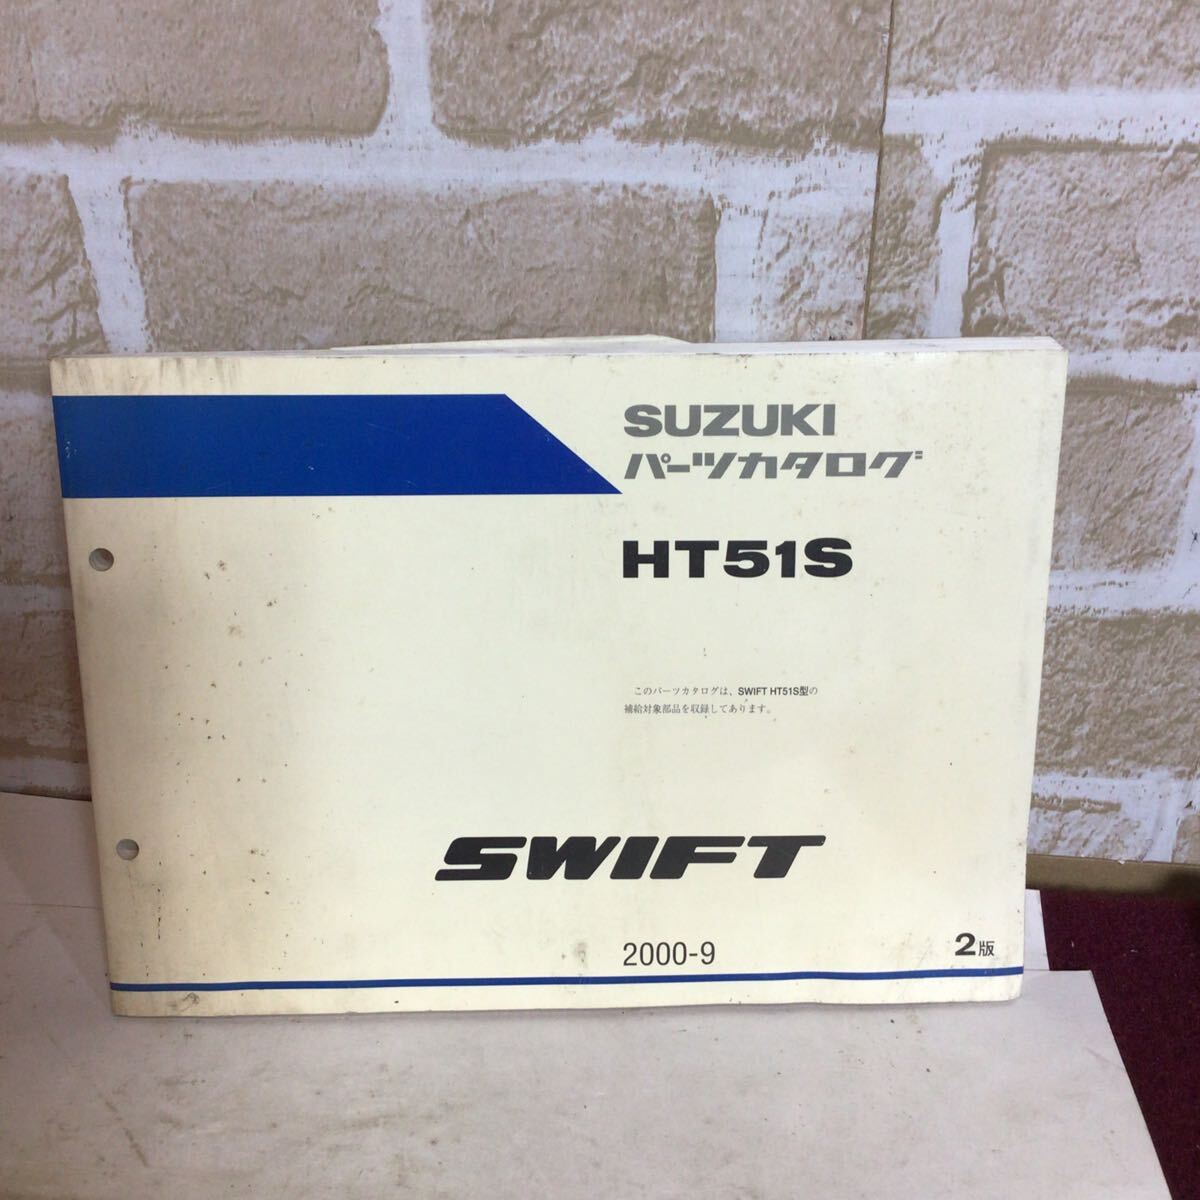 SUZUKI
パーツカタログ
HT51S
このパーツカタログは、SWIFT HT51S型の
補給対象部品を収録してあります。
SWIFT
2000-9
2版